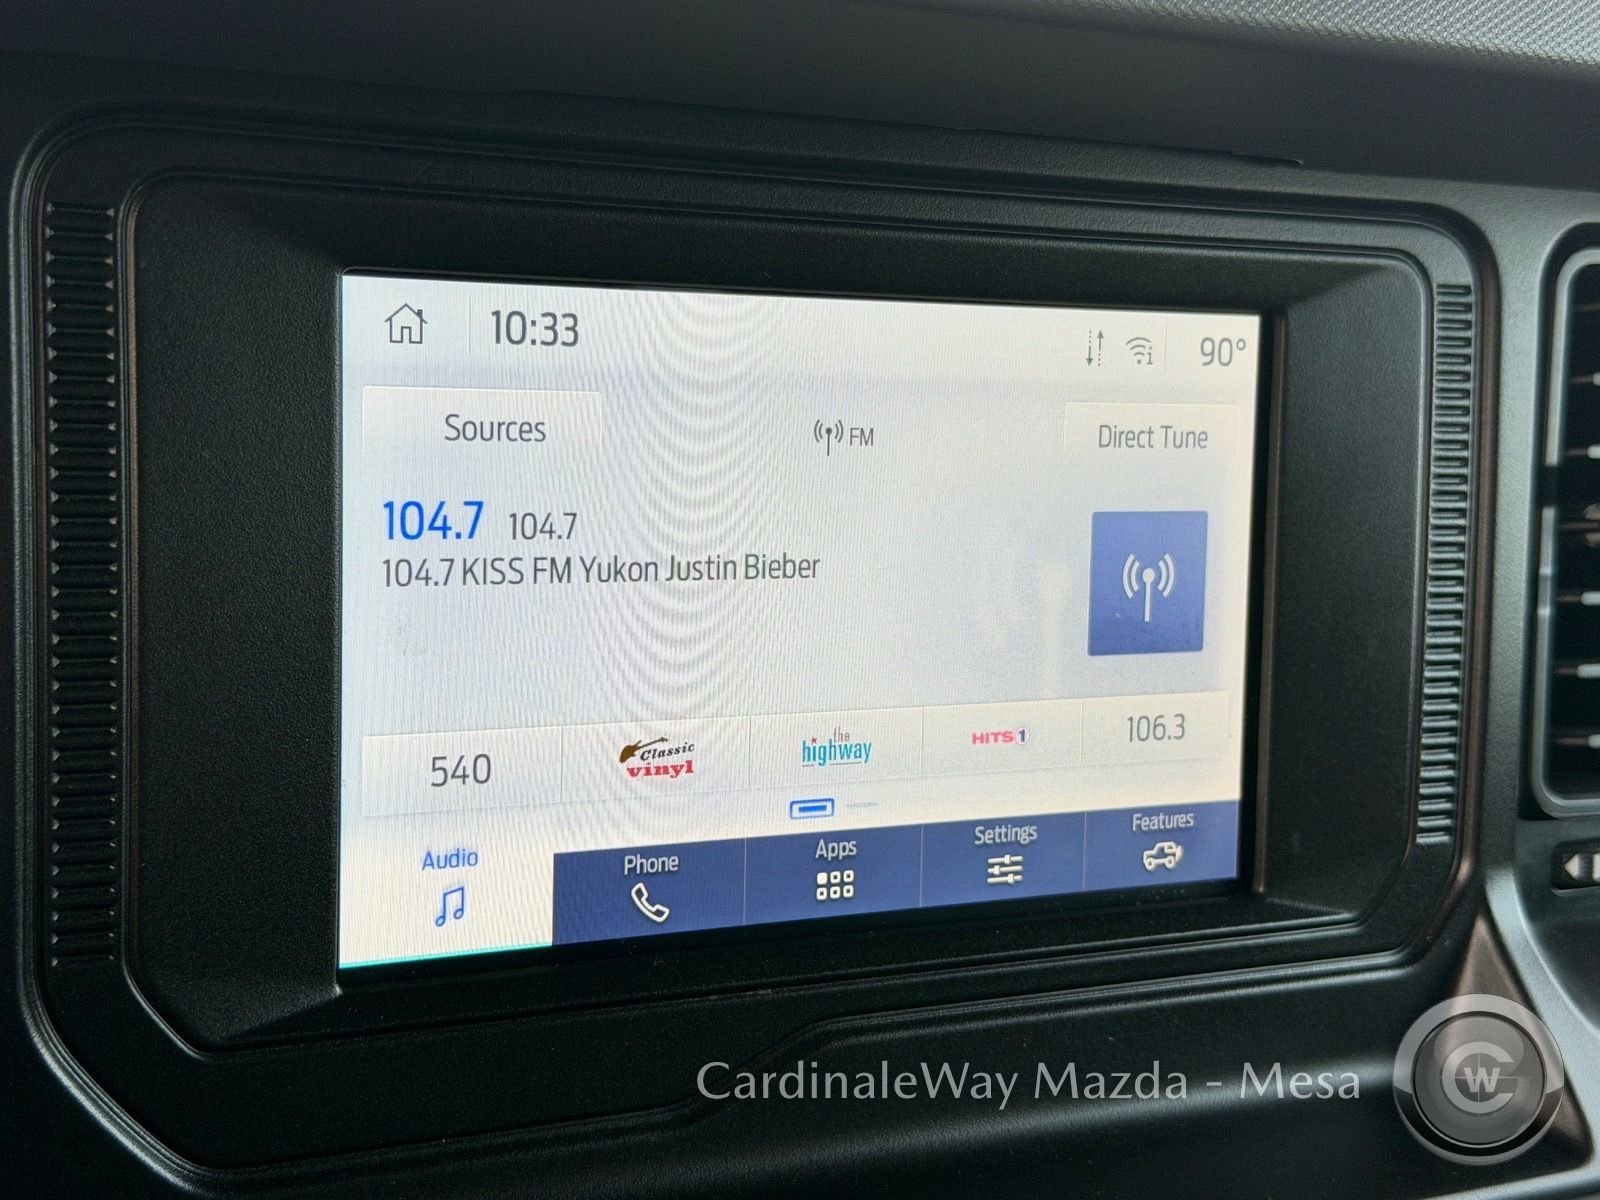 10:33
90°
Sources
FM
Direct Tune
104.7 104.7
104.7 KISS FM Yukon Justin Bieber
540
Classic
vinyl
the
highway
HITS 1
106.3
Audio
Phone
Apps
Settings
Features
CardinaleWay Mazda - Mesa
CW